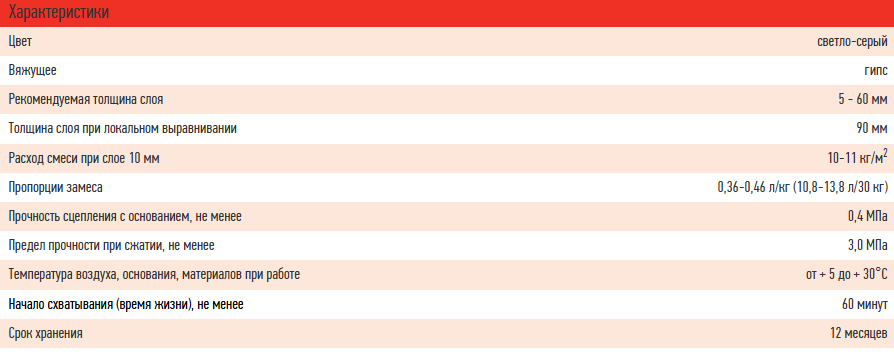 Характеристики
Цвет светло-серый
Вяжущее гипс
Рекомендуемая толщина слоя 5 - 60 мм
Толщина слоя при локальном выравнивании 90 мм
Расход смеси при слое 10 мм 10-11 кг/м²
Пропорции замеса 0,36-0,46 л/кг (10,8-13,8 л/30 кг)
Прочность сцепления с основанием, не менее 0,4 МПа
Предел прочности при сжатии, не менее 3,0 МПа
Температура воздуха, основания, материалов при работе от + 5 до + 30°С
Начало схватывания (время жизни), не менее 60 минут
Срок хранения 12 месяцев